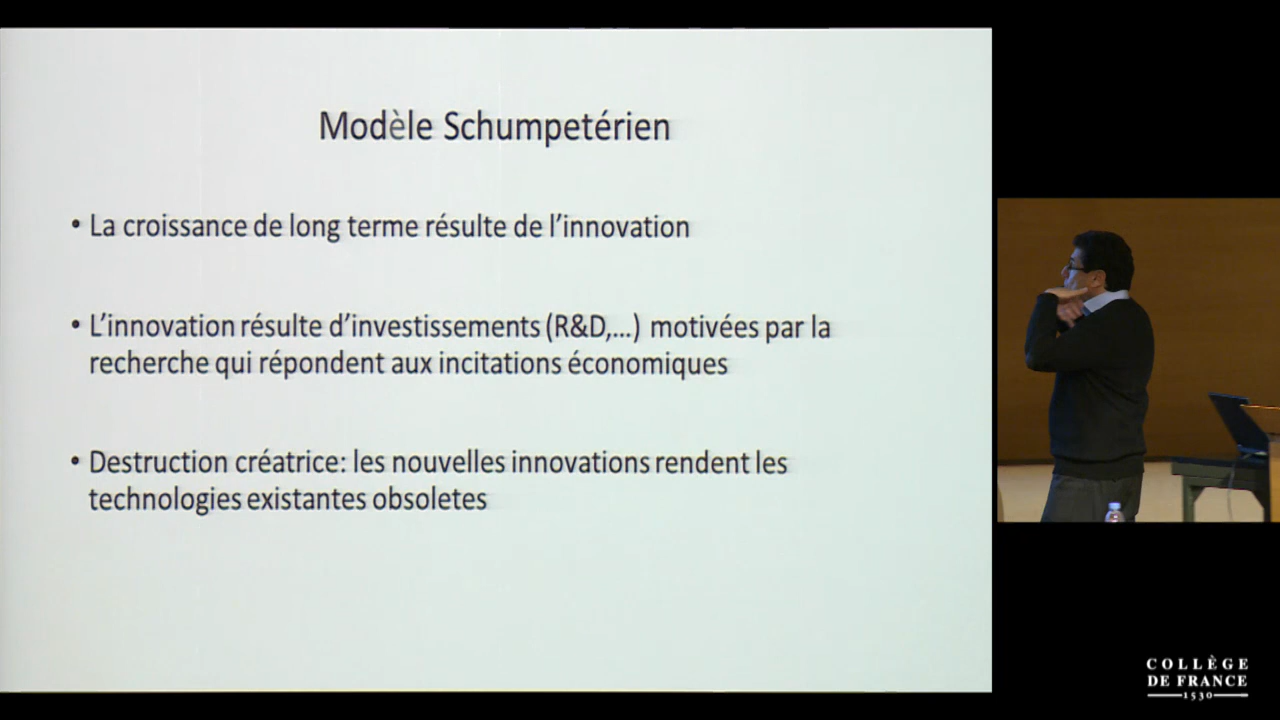 Modèle Schumpetérien
• La croissance de long terme résulte de l’innovation
• L’innovation résulte d’investissements (R&D,...) motivées par la
recherche qui répondent aux incitations économiques
• Destruction créatrice: les nouvelles innovations rendent les
technologies existantes obsoletes
COLLÈGE
DE FRANCE
1530